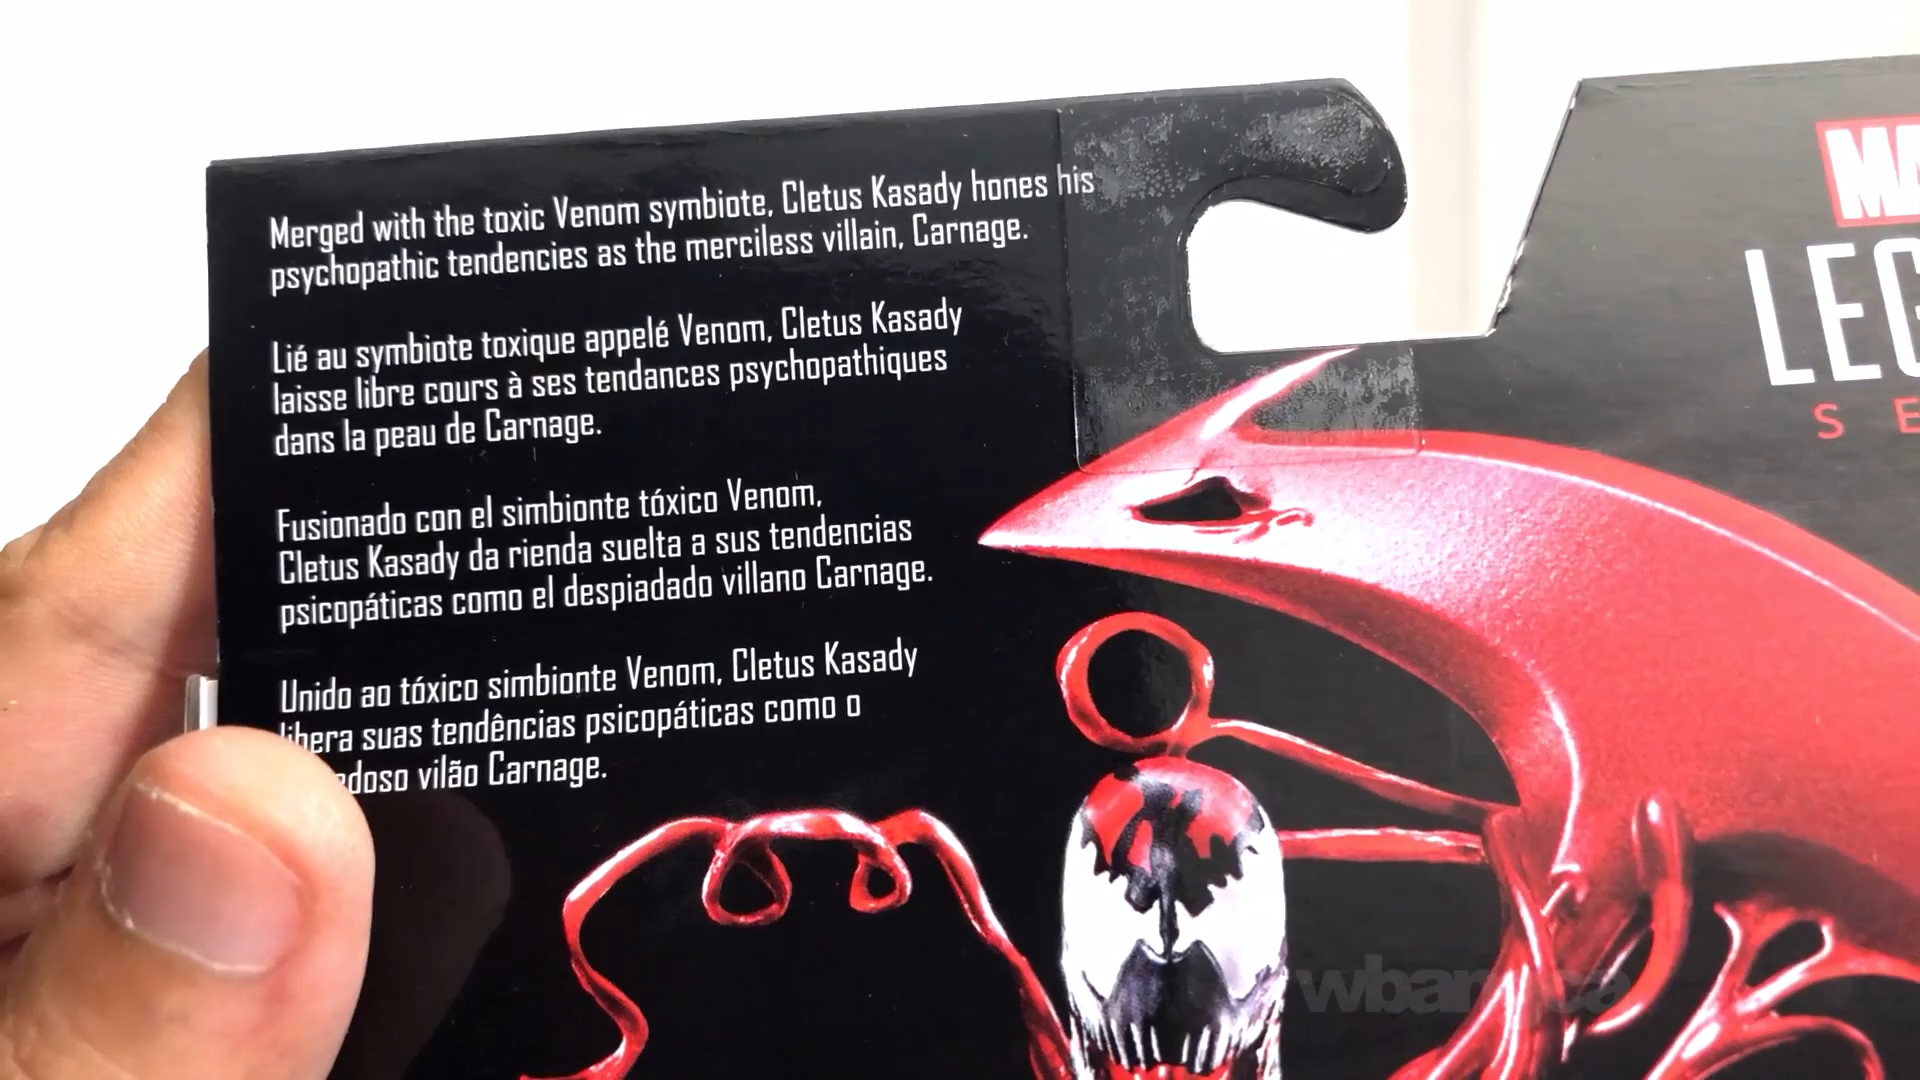 Merged with the toxic Venom symbiote, Cletus Kasady hones his
psychopathic tendencies as the merciless villain, Carnage.
Lié au symbiote toxique appelé Venom, Cletus Kasady
laisse libre cours à ses tendances psychopathiques
dans la peau de Carnage.
Fusionado con el simbionte tóxico Venom,
Cletus Kasady da rienda suelta a sus tendencias
psicopáticas como el despiadado villano Carnage.
Unido ao tóxico simbionte Venom, Cletus Kasady
libera suas tendências psicopáticas como o
vilão Carnage.